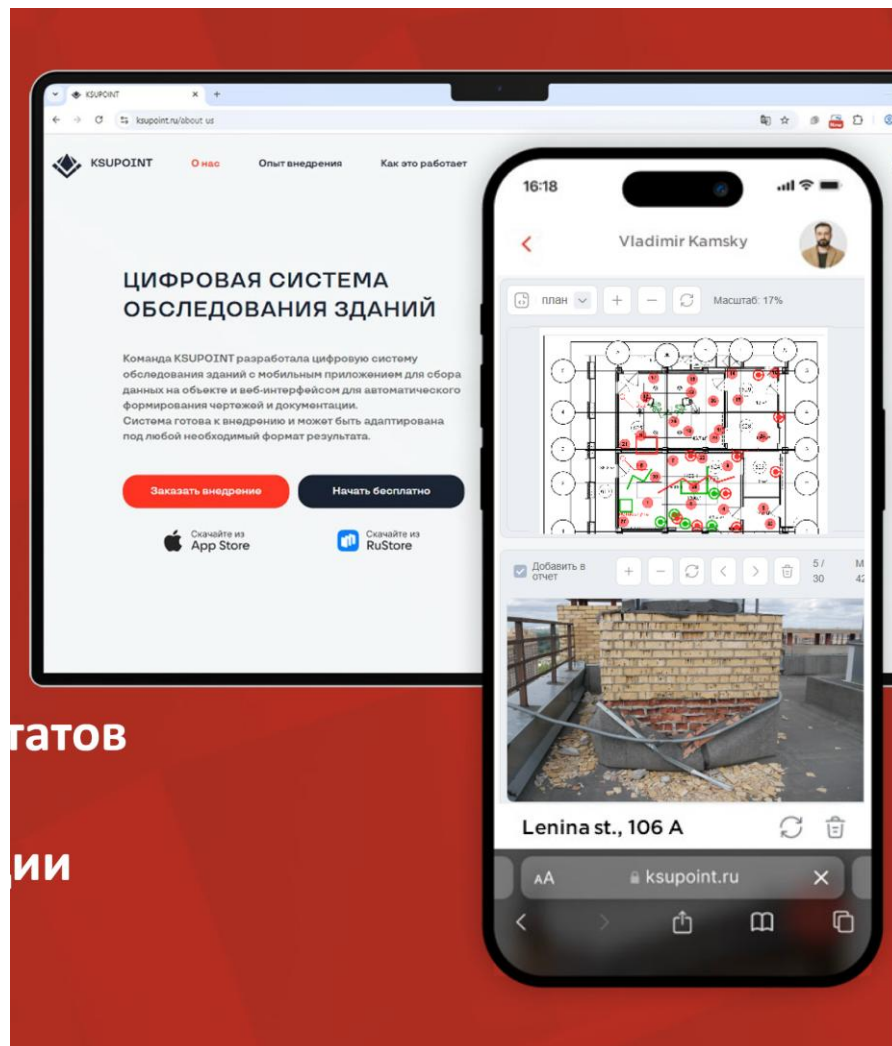 KSUPOINT
ksupoint.ru/about us
KSUPOINT
О нас
Опыт внедрения
Как это работает
ЦИФРОВАЯ СИСТЕМА
ОБСЛЕДОВАНИЯ ЗДАНИЙ
Команда KSUPOINT разработала цифровую систему
обследования зданий с мобильным приложением для сбора
данных на объекте и веб-интерфейсом для автоматического
формирования чертежей и документации.
Система готова к внедрению и может быть адаптирована
под любой необходимый формат результата.
Заказать внедрение
Начать бесплатно
Скачайте из
App Store
Скачайте из
RuStore
16:18
Vladimir Kamsky
план
Масштаб: 17%
Добавить в
отчет
5 /
30
М
42
Lenina st., 106 A
AA
ksupoint.ru
татов
ции